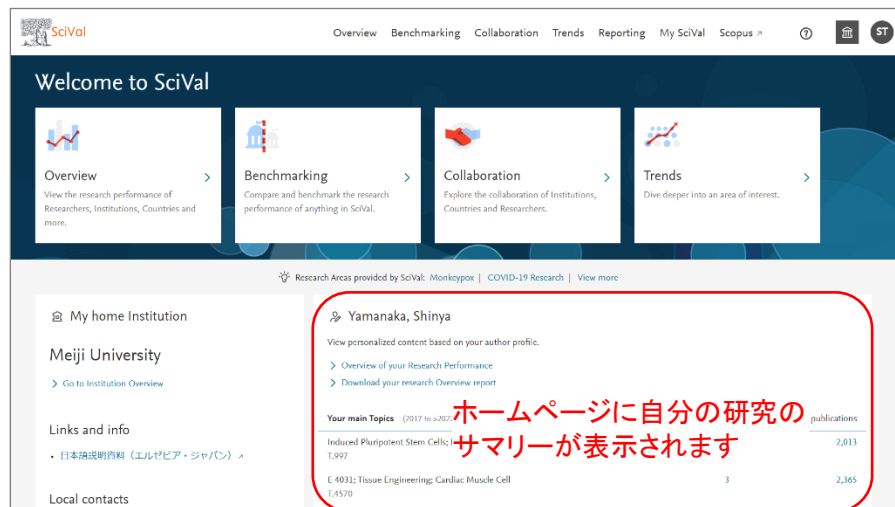 SciVal
Overview Benchmarking Collaboration Trends Reporting My SciVal Scopus ↗ ? ST
Welcome to SciVal
Overview
View the research performance of
Researchers, Institutions, Countries and
more.
Benchmarking
Compare and benchmark the research
performance of anything in SciVal.
Collaboration
Explore the collaboration of Institutions,
Countries and Researchers.
Trends
Dive deeper into an area of interest.
Research Areas provided by SciVal: Monkeypox | COVID-19 Research | View more
My home Institution
Meiji University
> Go to Institution Overview
Links and info
• 日本語説明資料（エルゼビア・ジャパン） ↗
Local contacts
Yamanaka, Shinya
View personalized content based on your author profile.
> Overview of your Research Performance
> Download your research Overview report
ホームページに自分の研究の
サマリーが表示されます
Your main Topics (2017 to >202 publications
Induced Pluripotent Stem Cells; 2,013
T.997
E 4031; Tissue Engineering; Cardiac Muscle Cell 3 2,365
T.4570